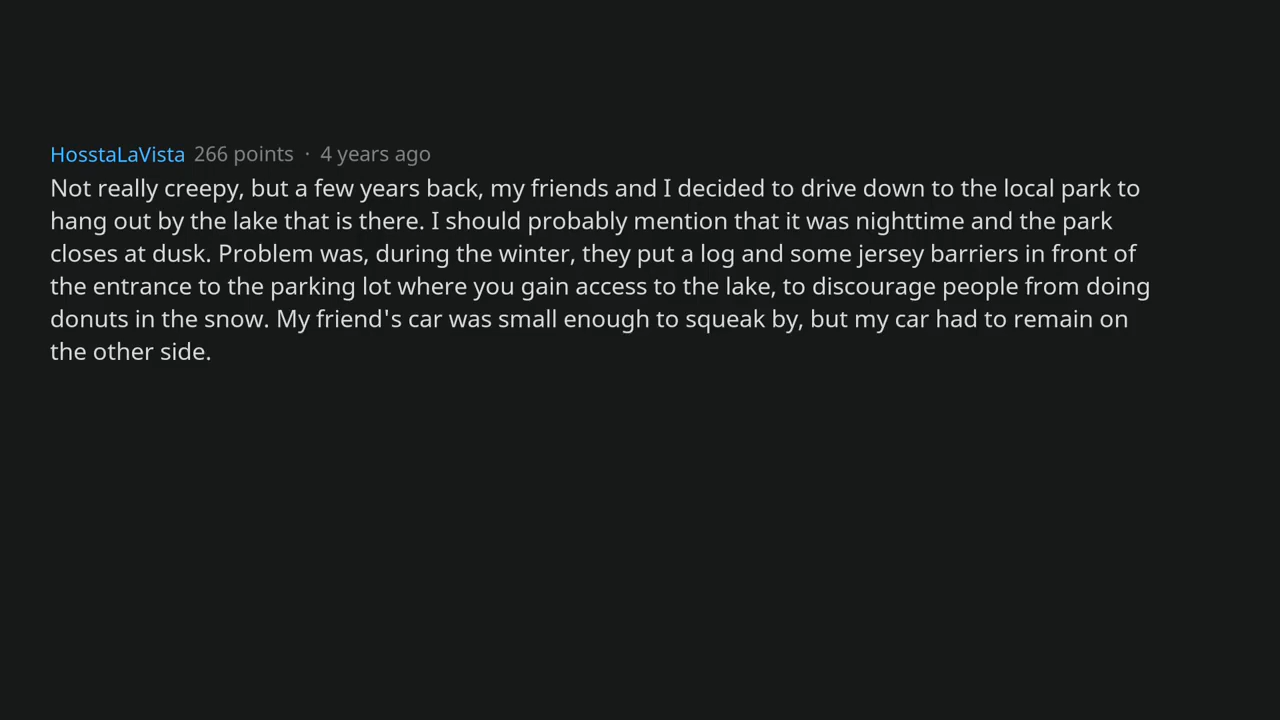 HosstaLaVista 266 points · 4 years ago
Not really creepy, but a few years back, my friends and I decided to drive down to the local park to
hang out by the lake that is there. I should probably mention that it was nighttime and the park
closes at dusk. Problem was, during the winter, they put a log and some jersey barriers in front of
the entrance to the parking lot where you gain access to the lake, to discourage people from doing
donuts in the snow. My friend's car was small enough to squeak by, but my car had to remain on
the other side.